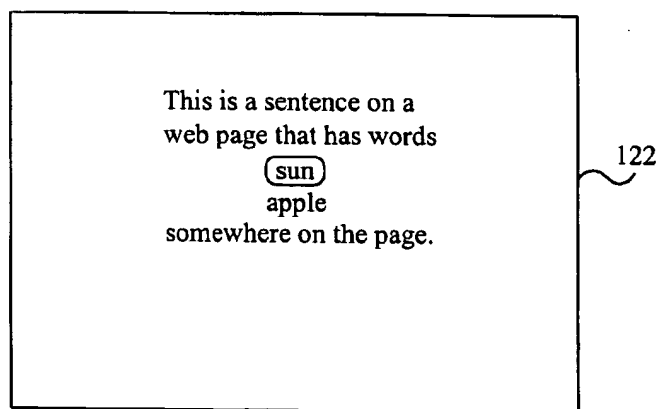 This is a sentence on a
web page that has words
sun
apple
somewhere on the page.
122